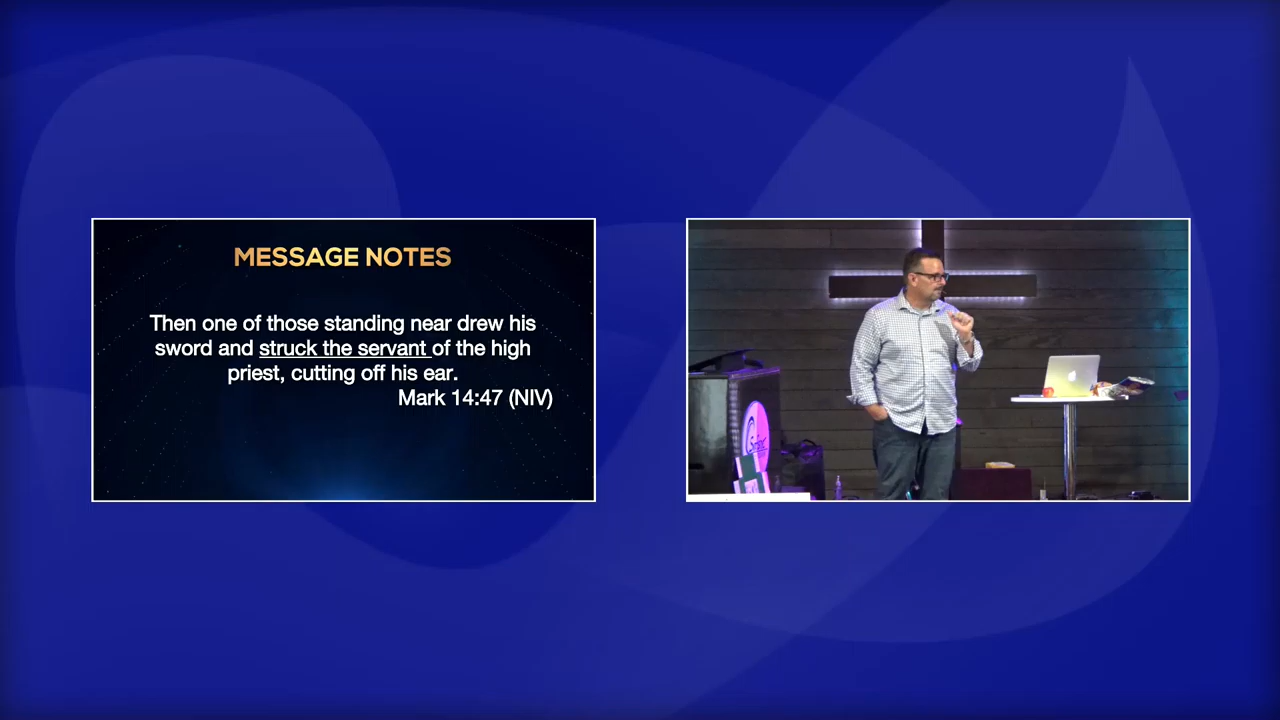 MESSAGE NOTES
Then one of those standing near drew his
sword and struck the servant of the high
priest, cutting off his ear.
Mark 14:47 (NIV)